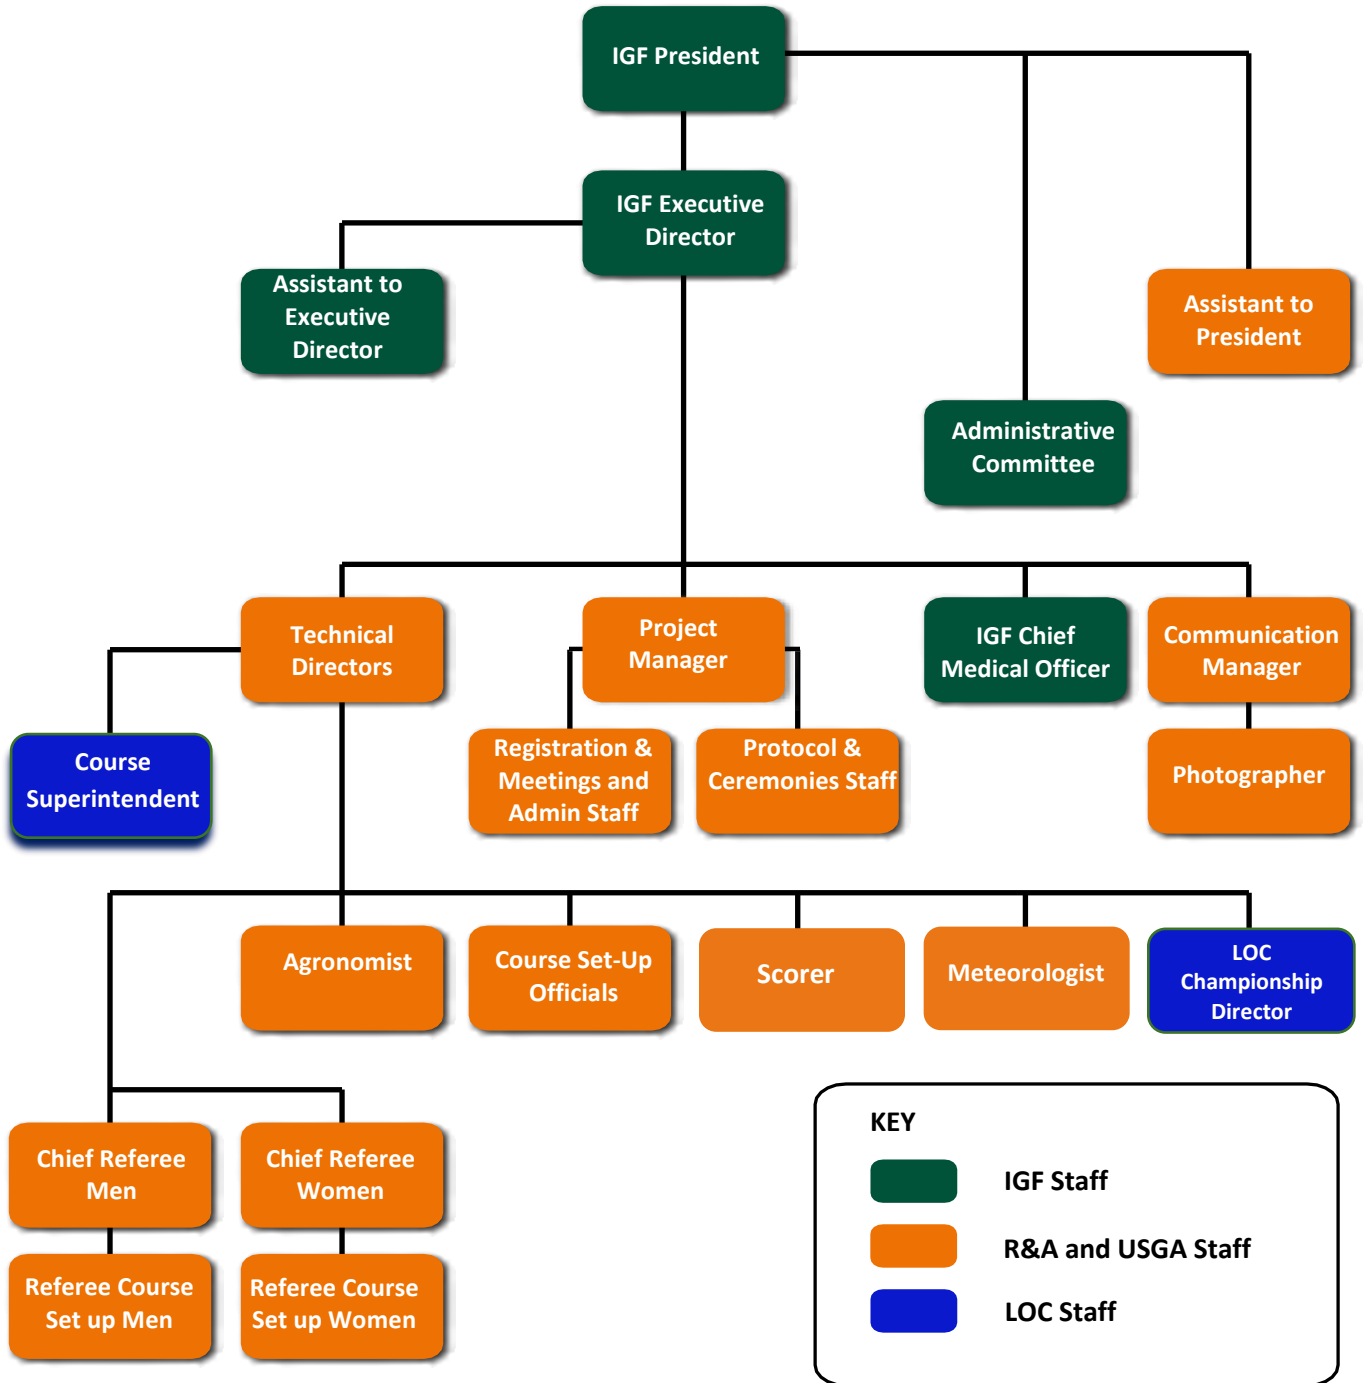 IGF President
IGF Executive
Director
Assistant to
Executive
Director
Assistant to
President
Administrative
Committee
Technical
Directors
Project
Manager
IGF Chief
Medical Officer
Communication
Manager
Course
Superintendent
Registration &
Meetings and
Admin Staff
Protocol &
Ceremonies Staff
Photographer
Agronomist
Course Set-Up
Officials
Scorer
Meteorologist
LOC
Championship
Director
Chief Referee
Men
Chief Referee
Women
Referee Course
Set up Men
Referee Course
Set up Women
KEY
IGF Staff
R&A and USGA Staff
LOC Staff